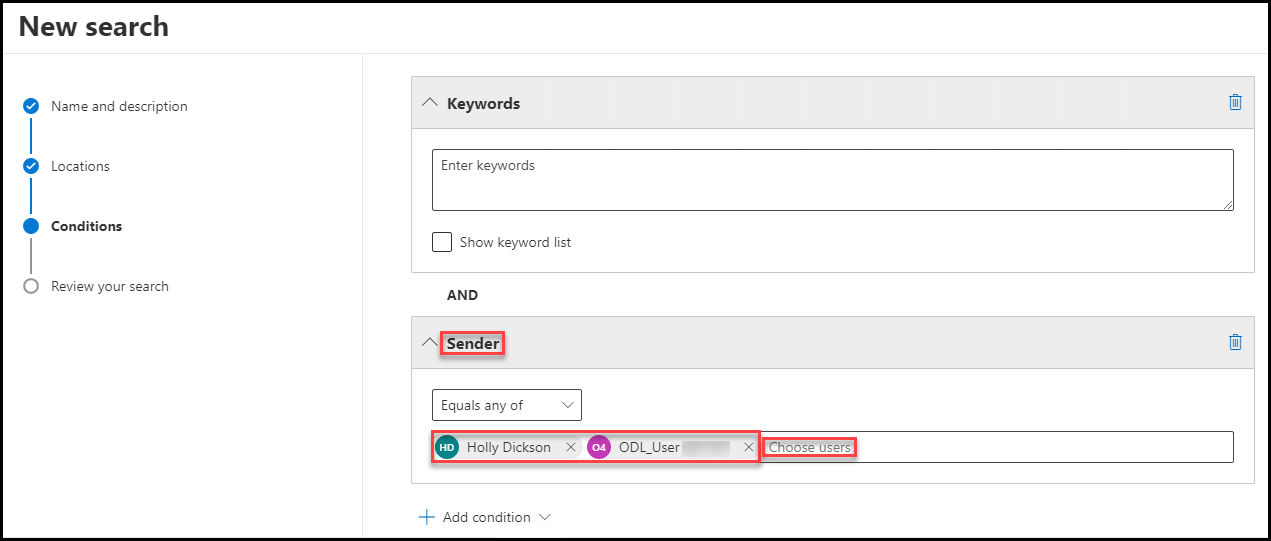 New search
Name and description
Locations
Conditions
Review your search
Keywords
Enter keywords
Show keyword list
AND
Sender
Equals any of
HD Holly Dickson O4 ODL_User Choose users
Add condition